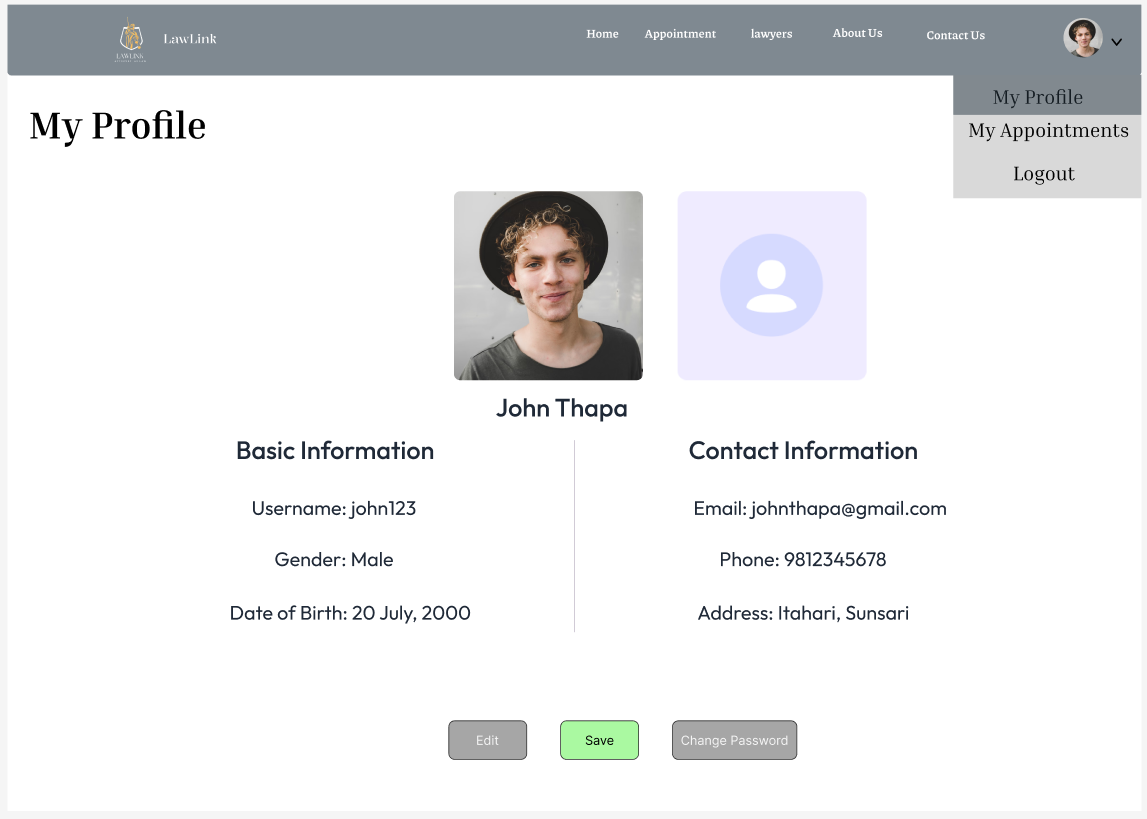 LAWLINK
LawLink
Home Appointment lawyers About Us Contact Us
My Profile
My Appointments
Logout
My Profile
John Thapa
Basic Information
Username: john123
Gender: Male
Date of Birth: 20 July, 2000
Contact Information
Email: johnthapa@gmail.com
Phone: 9812345678
Address: Itahari, Sunsari
Edit Save Change Password